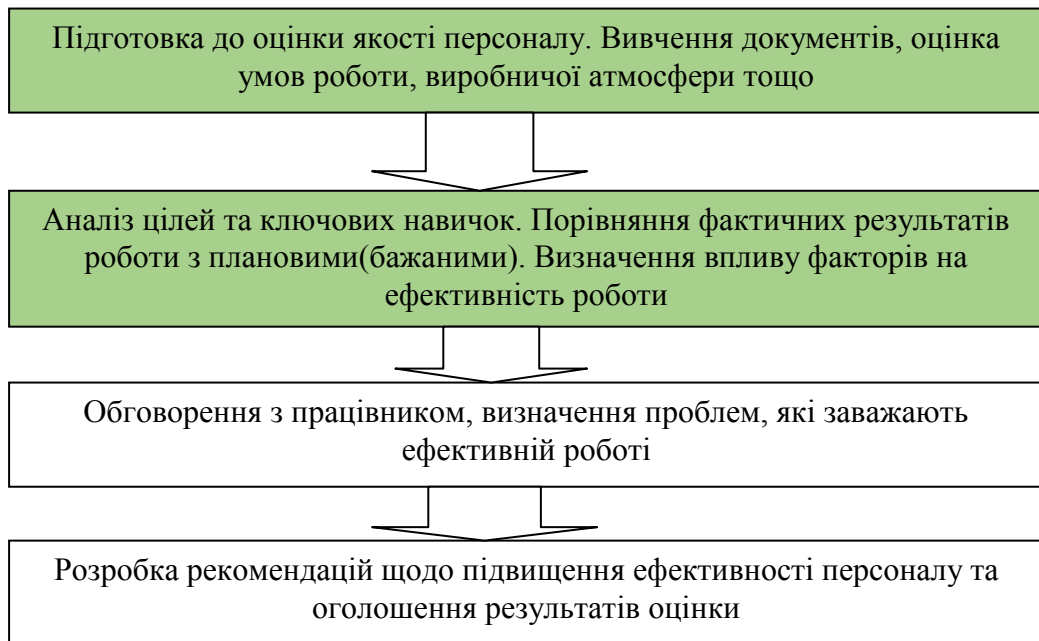 Підготовка до оцінки якості персоналу. Вивчення документів, оцінка
умов роботи, виробничої атмосфери тощо
Аналіз цілей та ключових навичок. Порівняння фактичних результатів
роботи з плановими(бажаними). Визначення впливу факторів на
ефективність роботи
Обговорення з працівником, визначення проблем, які заважають
ефективній роботі
Розробка рекомендацій щодо підвищення ефективності персоналу та
оголошення результатів оцінки